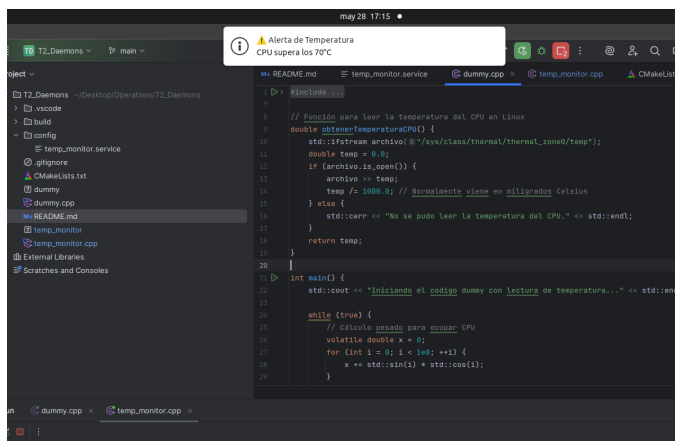 may 28 17:15
Alerta de Temperatura
CPU supera los 70°C
TD T2_Daemons
main
2
roject
README.md
temp_monitor.service
dummy.cpp
temp_monitor.cpp
CMakeList
T2_Daemons ~/Desktop/Operativos/T2_Daemons
.vscode
build
config
temp_monitor.service
.gitignore
CMakeLists.txt
dummy
dummy.cpp
README.md
temp_monitor
temp_monitor.cpp
External Libraries
Scratches and Consoles
1 #include ...
7
8 // Función para leer la temperatura del CPU en Linux
9 double obtenerTemperaturaCPU() {
10 std::ifstream archivo( s: "/sys/class/thermal/thermal_zone0/temp");
11 double temp = 0.0;
12 if (archivo.is_open()) {
13 archivo >> temp;
14 temp /= 1000.0; // Normalmente viene en miligrados Celsius
15 } else {
16 std::cerr << "No se pudo leer la temperatura del CPU." << std::endl;
17 }
18 return temp;
19 }
20
21 int main() {
22 std::cout << "Iniciando el codigo dummy con lectura de temperatura..." << std::en
23
24 while (true) {
25 // Cálculo pesado para ocupar CPU
26 volatile double x = 0;
27 for (int i = 0; i < 1e8; ++i) {
28 x += std::sin(i) * std::cos(i);
29 }
un
dummy.cpp
temp_monitor.cpp